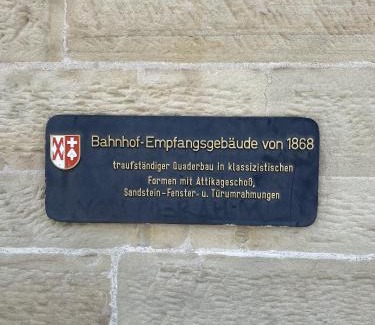 Bahnhof-Empfangsgebäude von 1868
traufständiger Quaderbau in klassizistischen
Formen mit Attikageschoß,
Sandstein-Fenster- u. Türumrahmungen